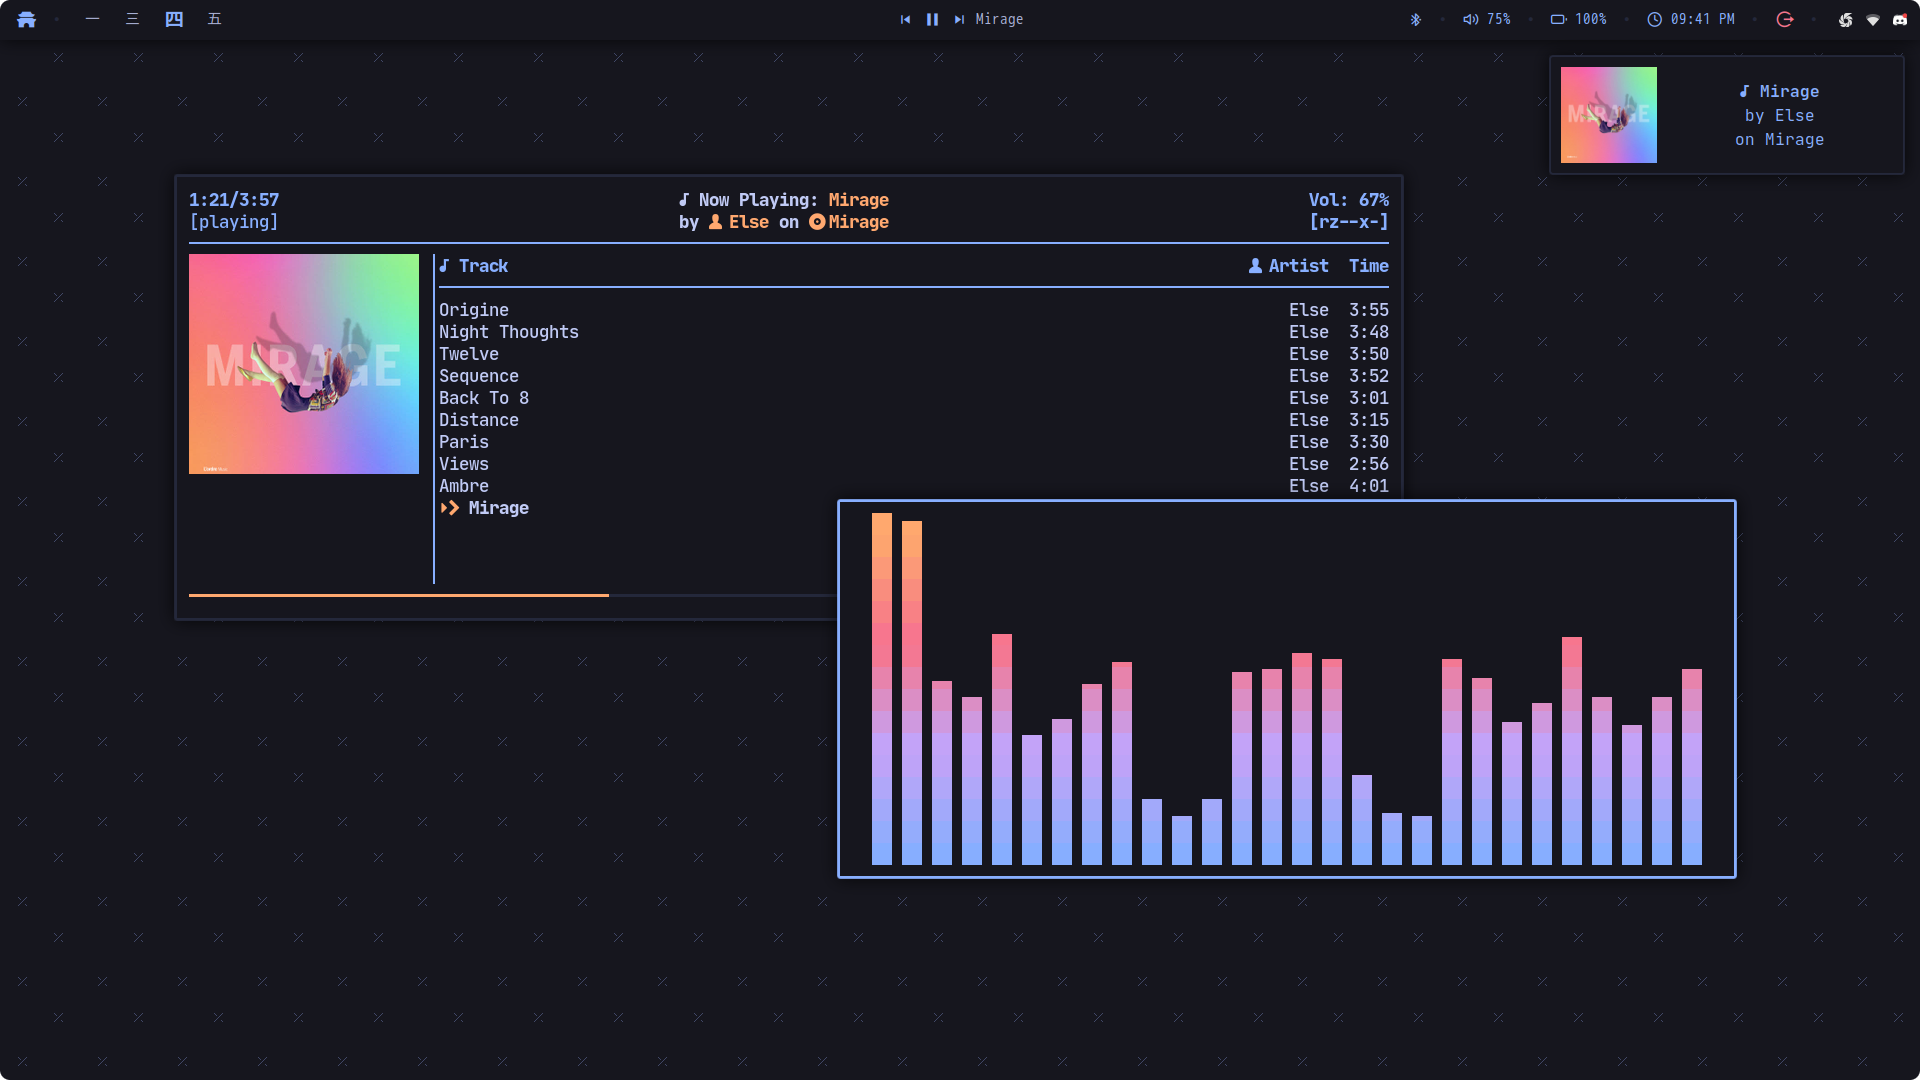 一 三 四 五
Mirage
75% 100% 09:41 PM
Mirage
by Else
on Mirage
MIRAGE
1:21/3:57 Now Playing: Mirage Vol: 67%
[playing] by Else on Mirage [rz--x-]
MIRAGE
Track Artist Time
Origine Else 3:55
Night Thoughts Else 3:48
Twelve Else 3:50
Sequence Else 3:52
Back To 8 Else 3:01
Distance Else 3:15
Paris Else 3:30
Views Else 2:56
Ambre Else 4:01
Mirage